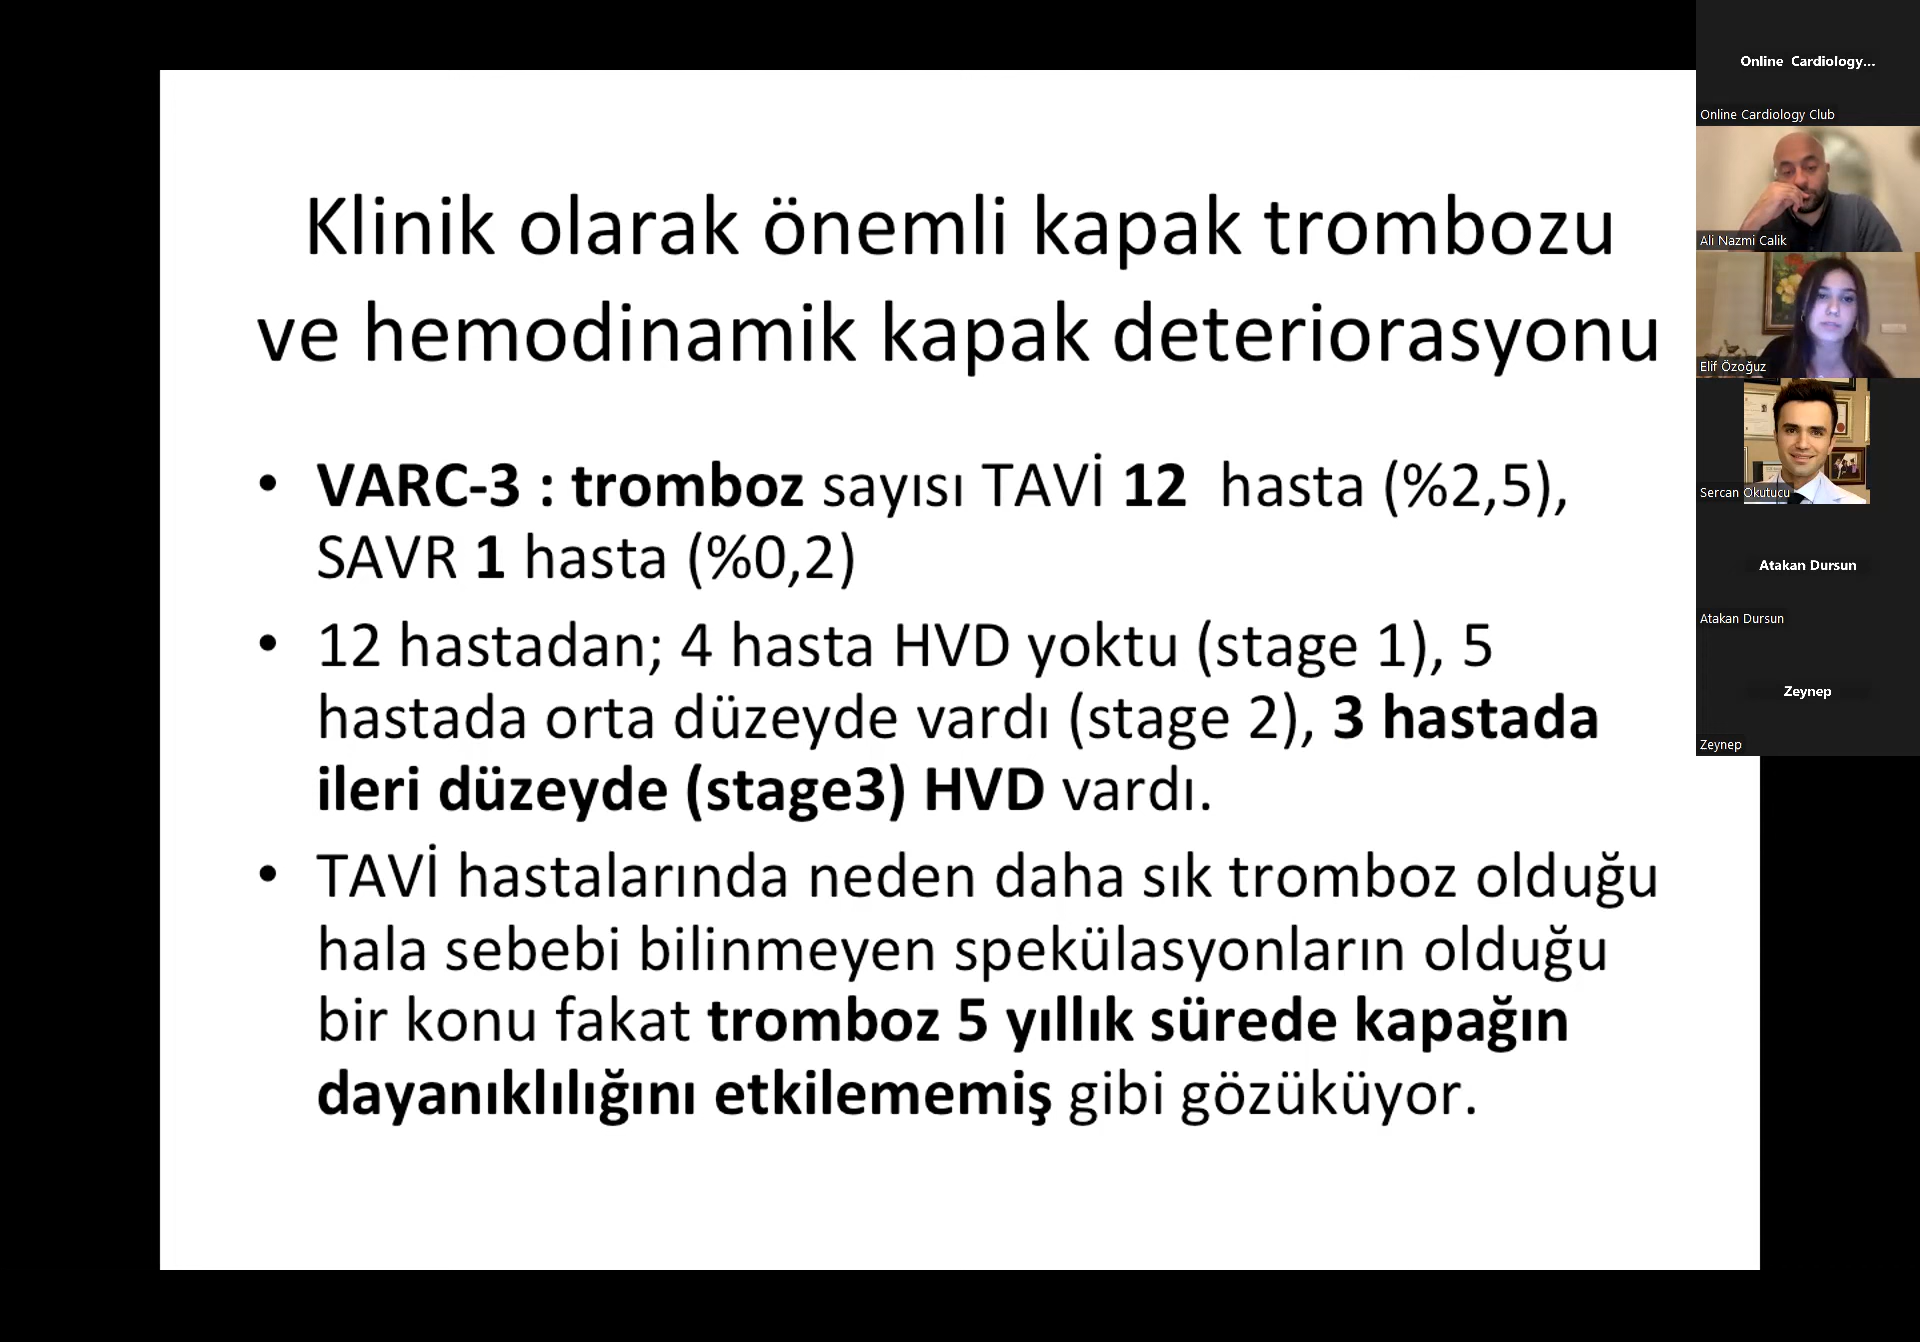 Klinik olarak önemli kapak trombozu
ve hemodinamik kapak deteriorasyonu
• VARC-3 : tromboz sayısı TAVİ 12 hasta (%2,5),
SAVR 1 hasta (%0,2)
• 12 hastadan; 4 hasta HVD yoktu (stage 1), 5
hastada orta düzeyde vardı (stage 2), 3 hastada
ileri düzeyde (stage3) HVD vardı.
• TAVİ hastalarında neden daha sık tromboz olduğu
hala sebebi bilinmeyen spekülasyonların olduğu
bir konu fakat tromboz 5 yıllık sürede kapağın
dayanıklılığını etkilememiş gibi gözüküyor.
Online Cardiology...
Online Cardiology Club
Ali Nazmi Calik
Elif Özoğuz
Sercan Okutucu
Atakan Dursun
Atakan Dursun
Zeynep
Zeynep